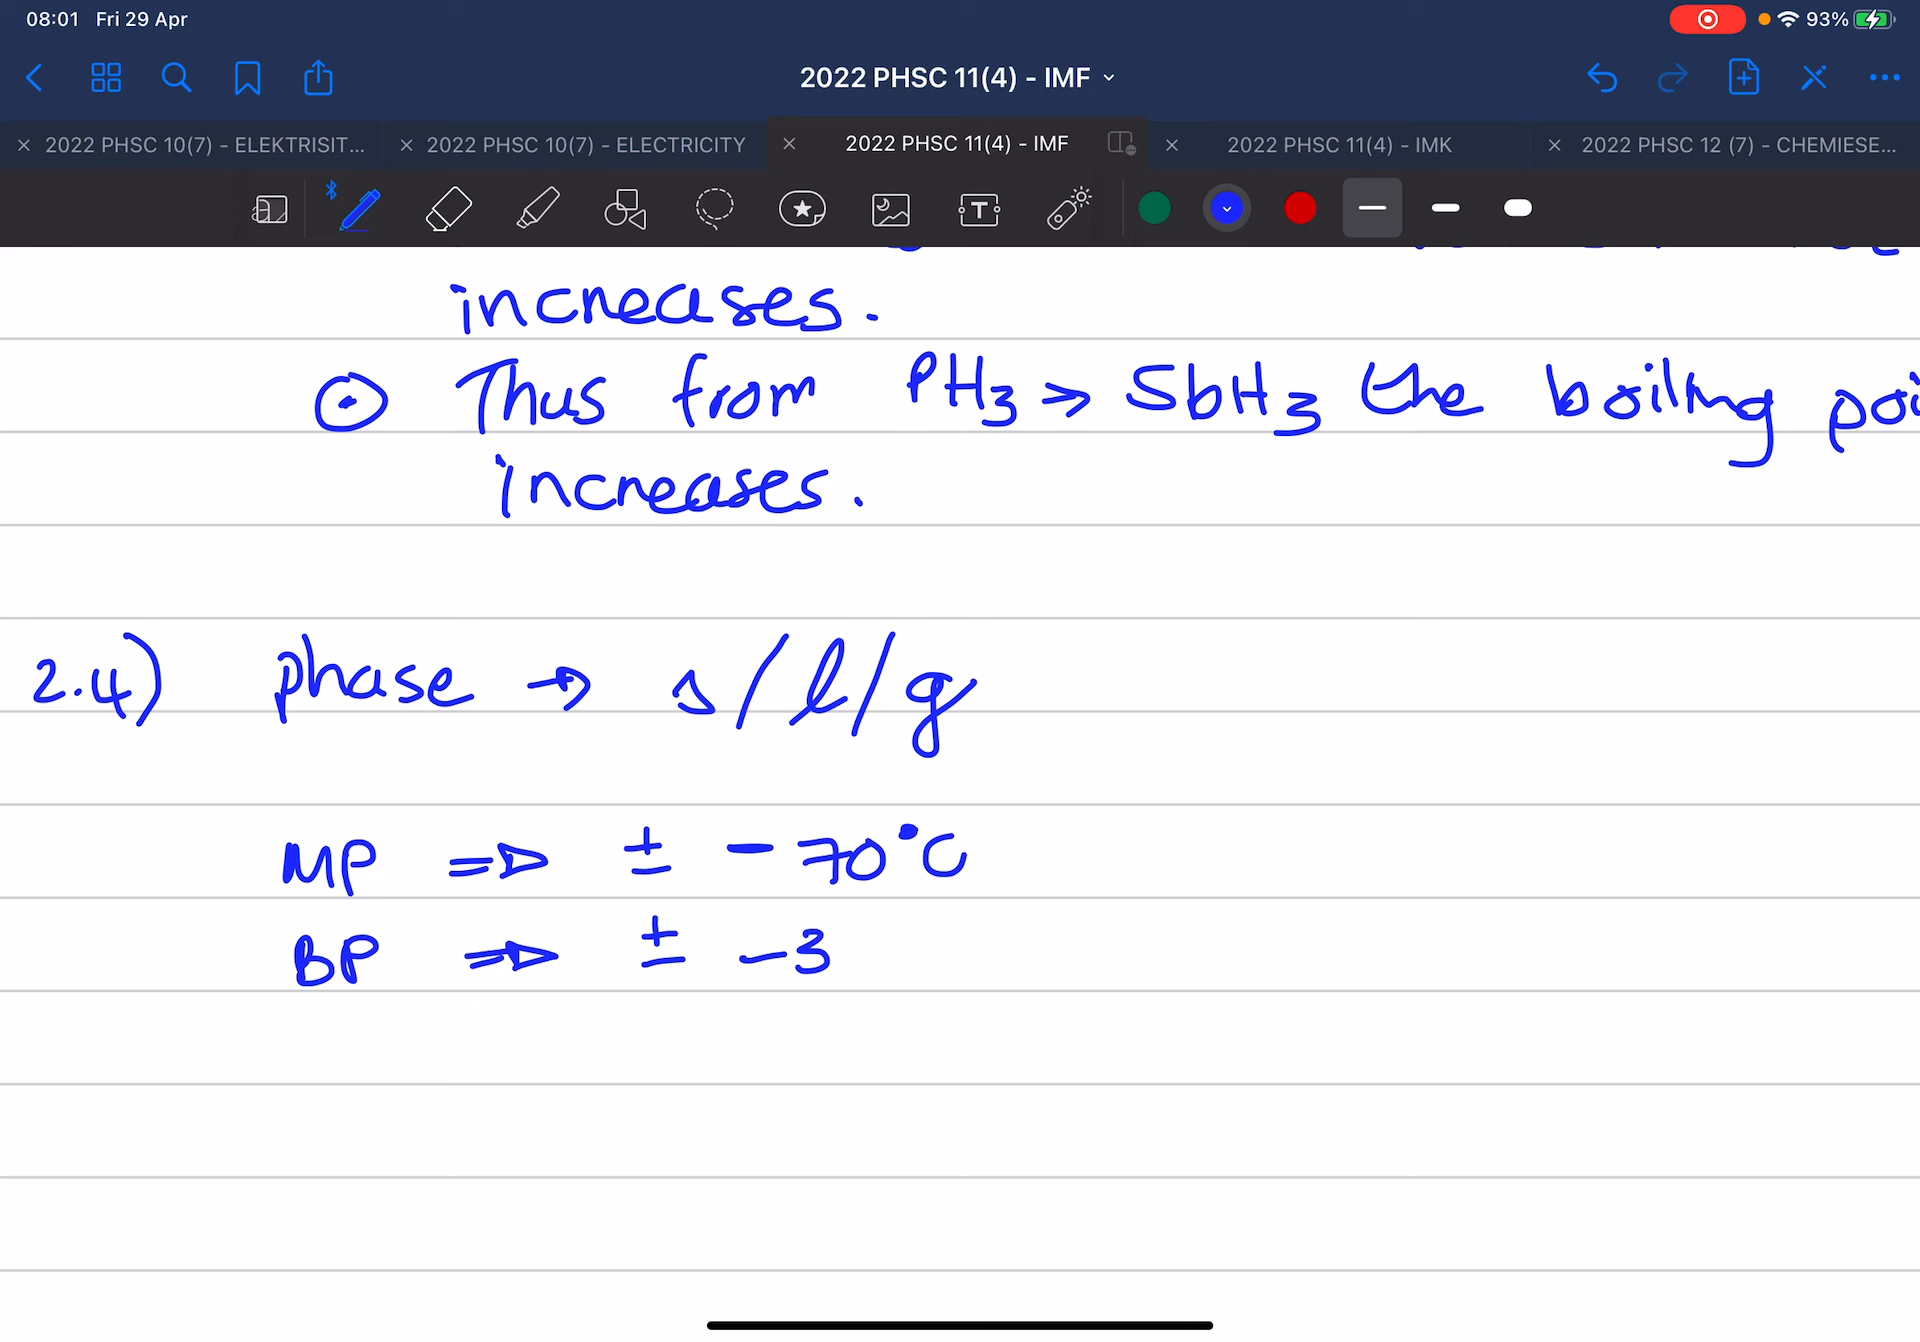 08:01 Fri 29 Apr
93%
2022 PHSC 11(4) - IMF
2022 PHSC 10(7) - ELEKTRISIT...
2022 PHSC 10(7) - ELECTRICITY
2022 PHSC 11(4) - IMF
2022 PHSC 11(4) - IMK
2022 PHSC 12 (7) - CHEMIESE...
T
increases.
⊙ Thus from PH₃ → SbH₃ the boiling poi
increases.
2.4) phase → s/l/g
MP ⇒ ± -70°C
BP ⇒ ± -3